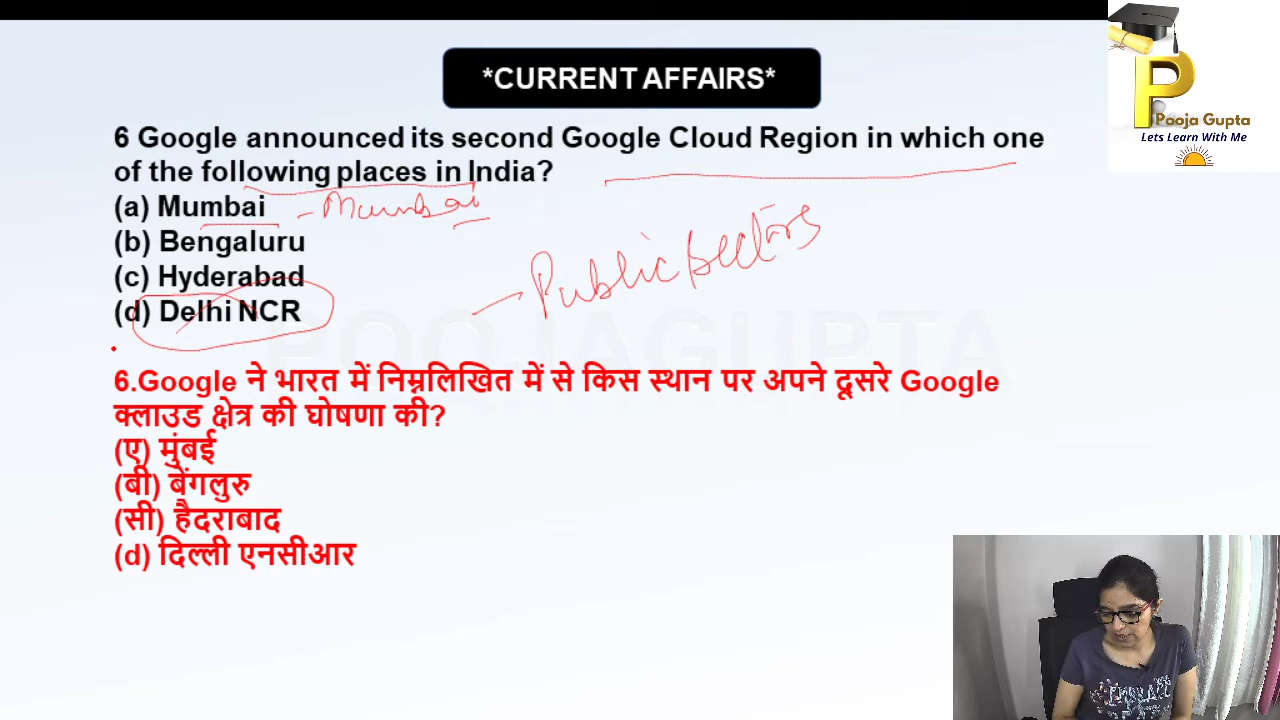 *CURRENT AFFAIRS*
Pooja Gupta
Lets Learn With Me
6 Google announced its second Google Cloud Region in which one
of the following places in India?
(a) Mumbai - Mumbai
(b) Bengaluru
(c) Hyderabad
(d) Delhi NCR
- Public Sectors
POOJAGUPTA
6.Google ने भारत में निम्नलिखित में से किस स्थान पर अपने दूसरे Google
क्लाउड क्षेत्र की घोषणा की?
(ए) मुंबई
(बी) बेंगलुरु
(सी) हैदराबाद
(d) दिल्ली एनसीआर